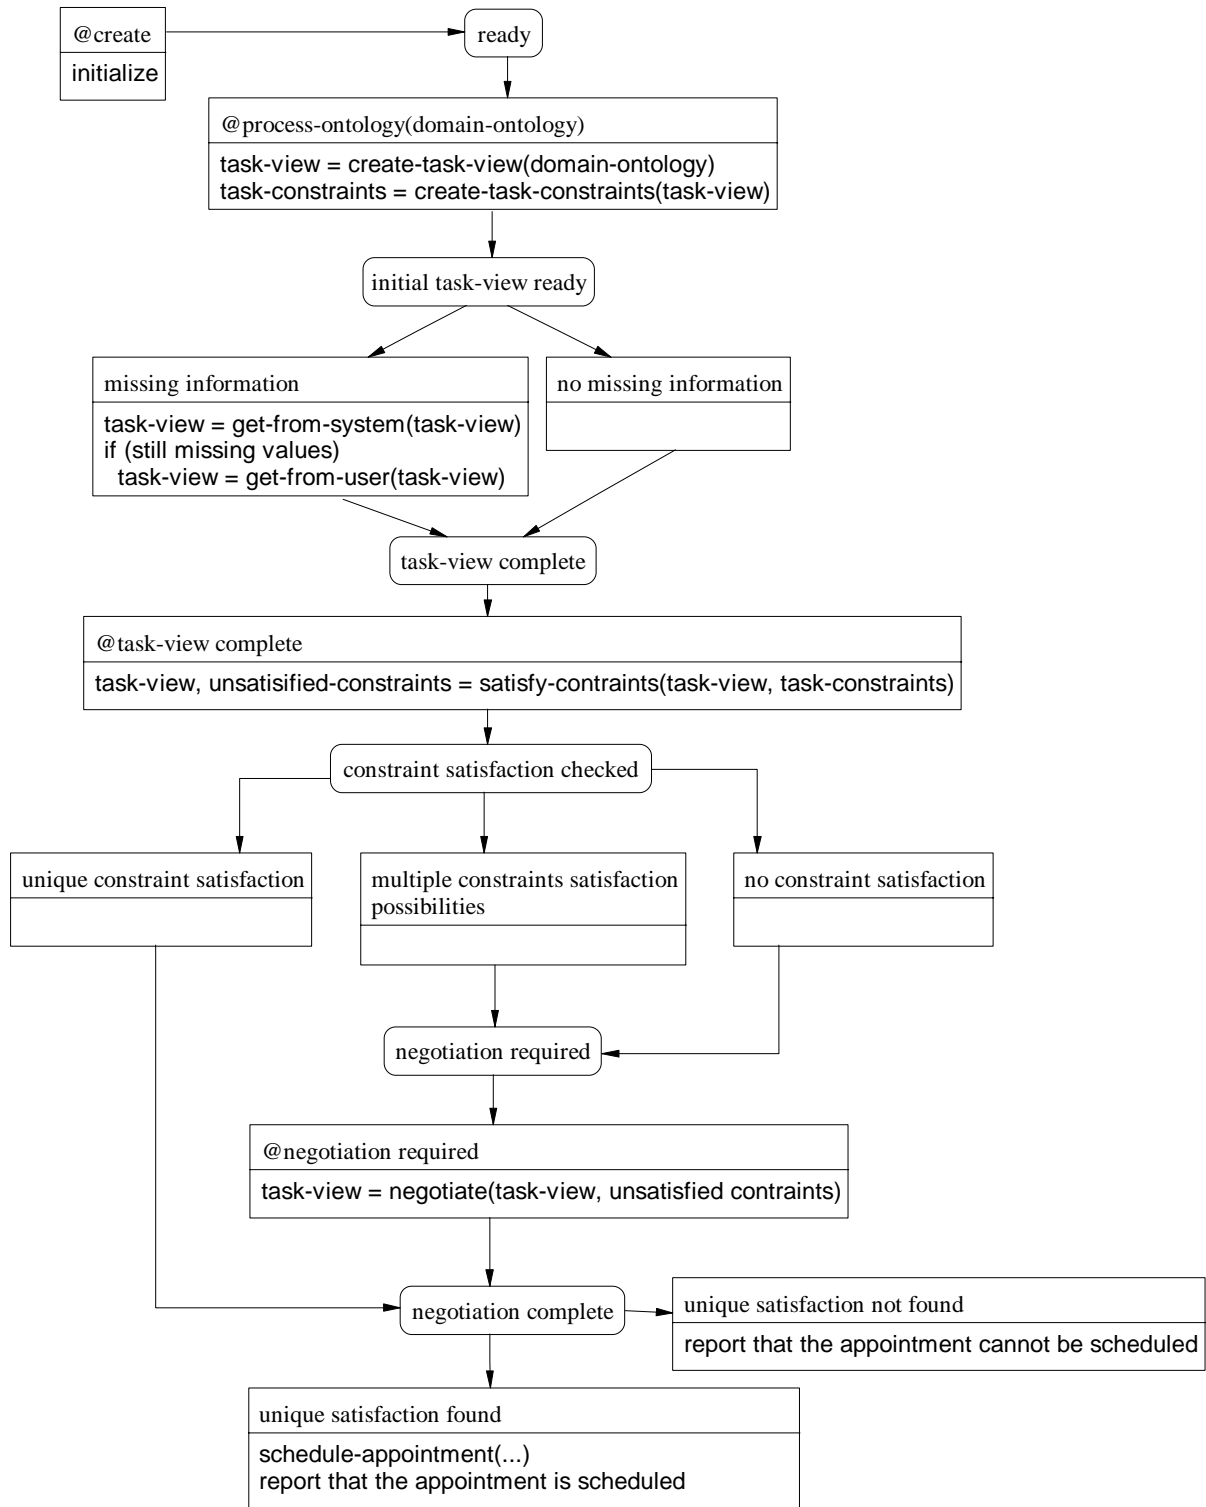 @create
ready
initialize
@process-ontology(domain-ontology)
task-view = create-task-view(domain-ontology)
task-constraints = create-task-constraints(task-view)
initial task-view ready
missing information
no missing information
task-view = get-from-system(task-view)
if (still missing values)
task-view = get-from-user(task-view)
task-view complete
@task-view complete
task-view, unsatisified-constraints = satisfy-contraints(task-view, task-constraints)
constraint satisfaction checked
unique constraint satisfaction
multiple constraints satisfaction
possibilities
no constraint satisfaction
negotiation required
@negotiation required
task-view = negotiate(task-view, unsatisfied contraints)
negotiation complete
unique satisfaction not found
report that the appointment cannot be scheduled
unique satisfaction found
schedule-appointment(...)
report that the appointment is scheduled